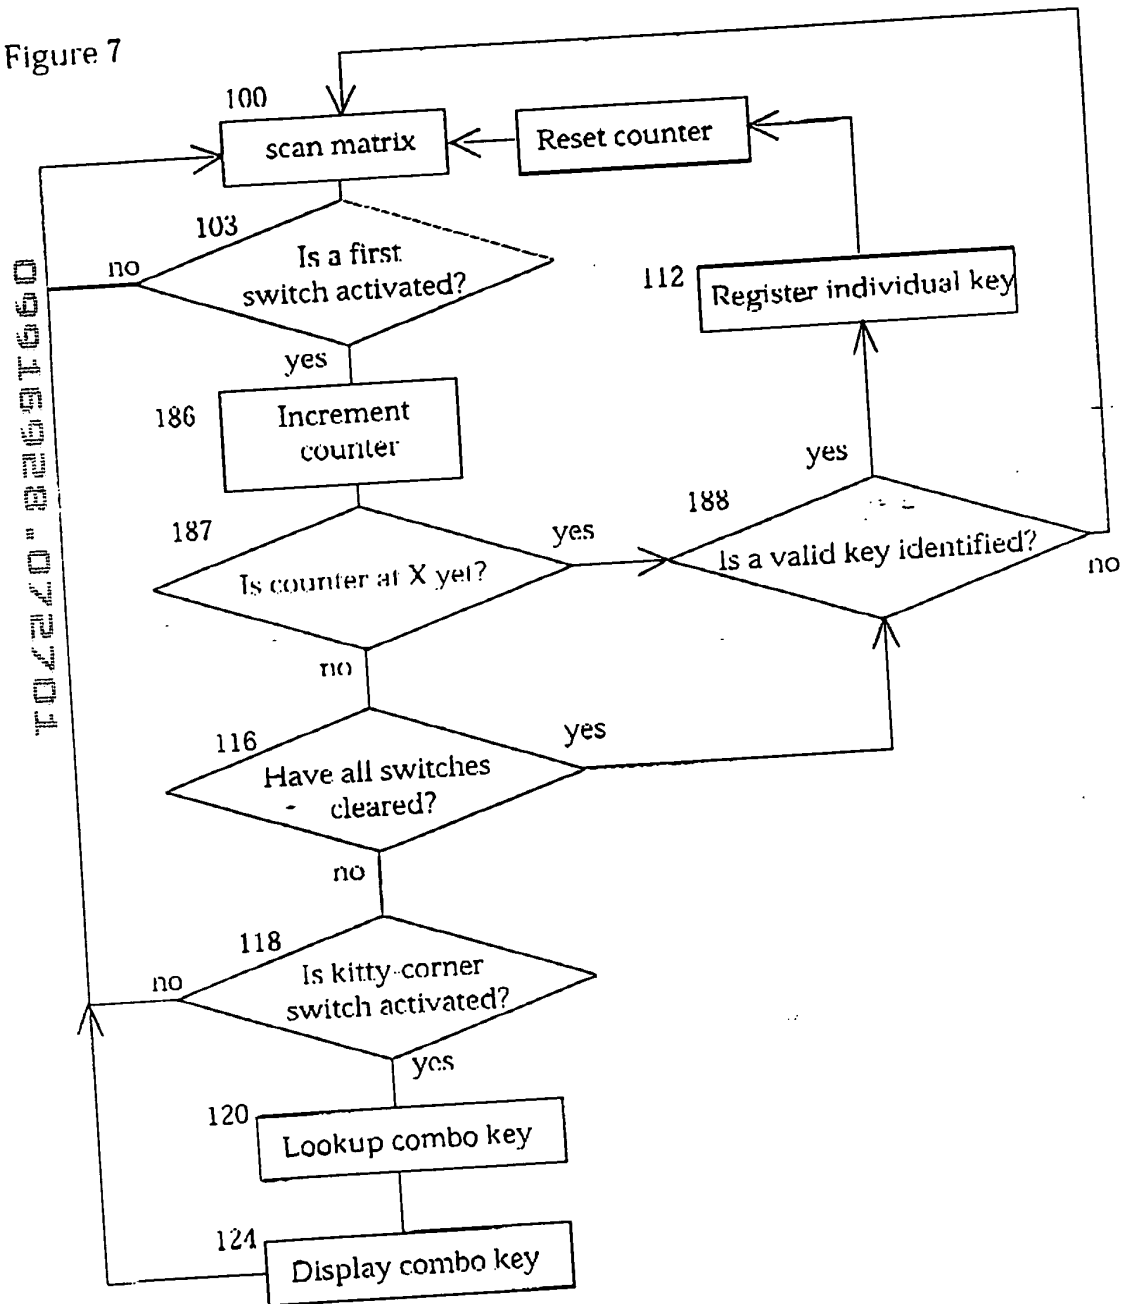 Figure 7
100
scan matrix
Reset counter
103
Is a first
switch activated?
no
yes
112
Register individual key
186
Increment
counter
yes
187
Is counter at X yet?
yes
188
Is a valid key identified?
no
no
116
Have all switches
cleared?
yes
no
118
Is kitty-corner
switch activated?
no
yes
120
Lookup combo key
124
Display combo key
09916928.072701